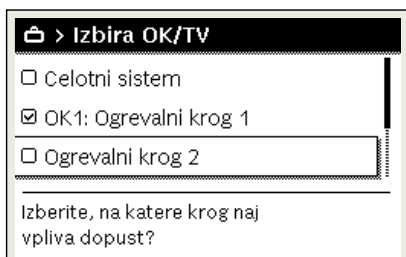 > Izbira OK/TV
Celotni sistem
OK1: Ogrevalni krog 1
Ogrevalni krog 2
Izberite, na katere krog naj
vpliva dopust?